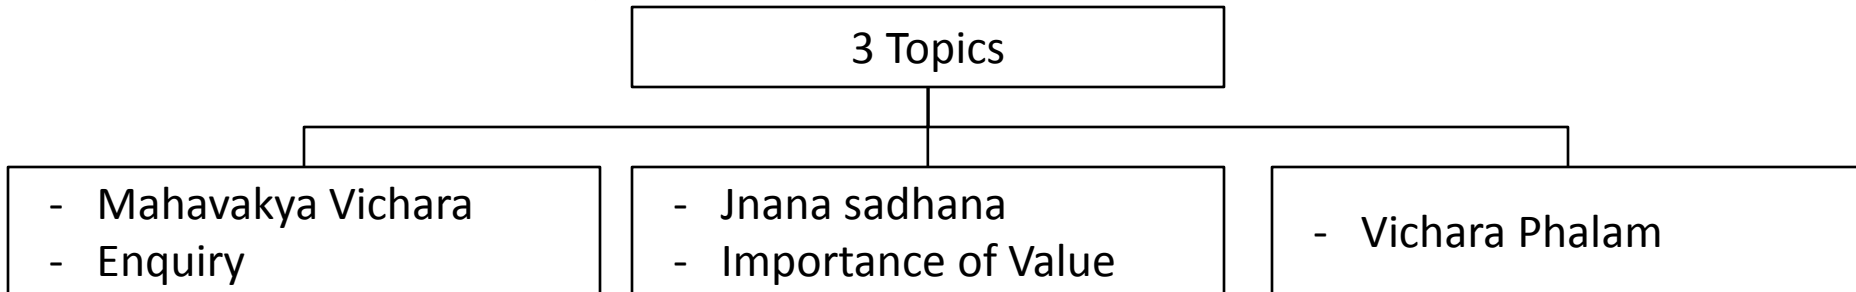 3 Topics
- Mahavakya Vichara
- Enquiry
- Jnana sadhana
- Importance of Value
- Vichara Phalam